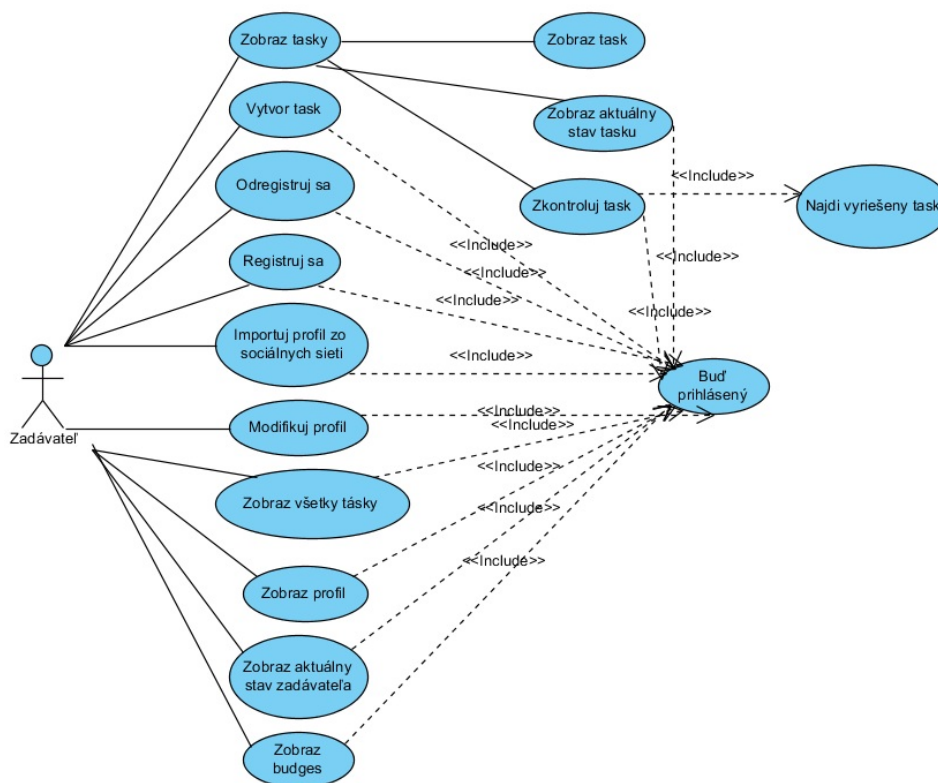 Zobraz tasky
Zobraz task
Vytvor task
Zobraz aktuálny
stav tasku
<<Include>>
Odregistruj sa
Zkontroluj task
Najdi vyriešeny task
<<Include>>
Registruj sa
<<Include>>
<<Include>>
<<Include>>
Importuj profil zo
sociálnych sieti
<<Include>>
Buď
prihlásený
Zadávateľ
Modifikuj profil
<<Include>>
<<Include>>
<<Include>>
Zobraz všetky tásky
<<Include>>
<<Include>>
Zobraz profil
Zobraz aktuálny
stav zadávateľa
Zobraz
budges